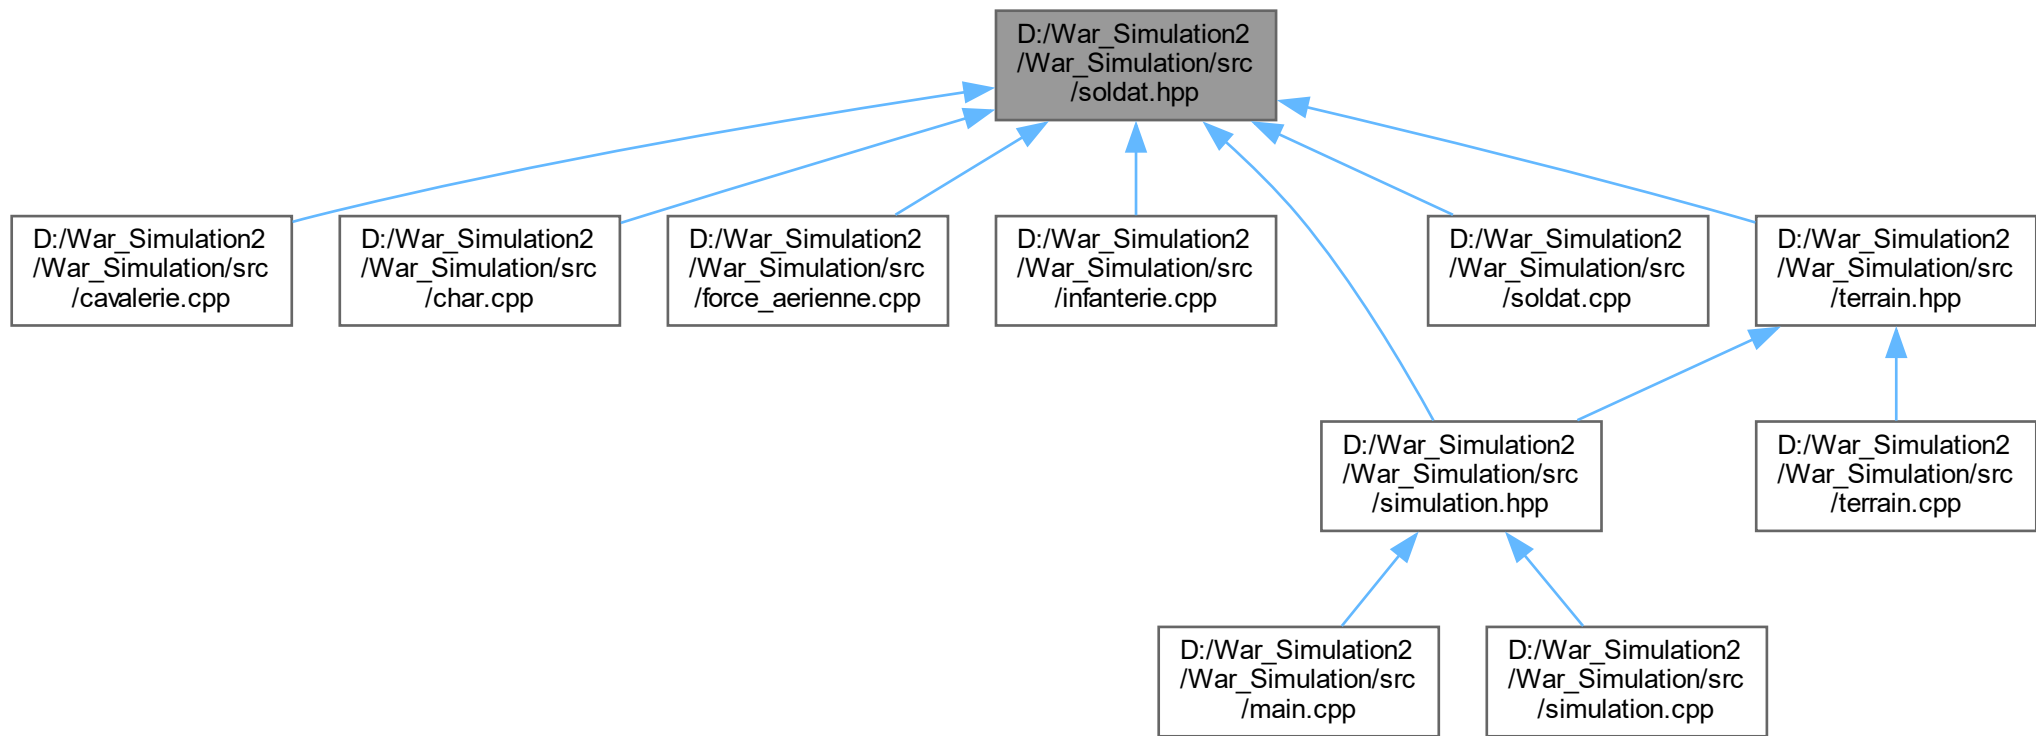 D:/War_Simulation2
/War_Simulation/src
/soldat.hpp
D:/War_Simulation2
/War_Simulation/src
/cavalerie.cpp
D:/War_Simulation2
/War_Simulation/src
/char.cpp
D:/War_Simulation2
/War_Simulation/src
/force_aerienne.cpp
D:/War_Simulation2
/War_Simulation/src
/infanterie.cpp
D:/War_Simulation2
/War_Simulation/src
/soldat.cpp
D:/War_Simulation2
/War_Simulation/src
/terrain.hpp
D:/War_Simulation2
/War_Simulation/src
/simulation.hpp
D:/War_Simulation2
/War_Simulation/src
/terrain.cpp
D:/War_Simulation2
/War_Simulation/src
/main.cpp
D:/War_Simulation2
/War_Simulation/src
/simulation.cpp